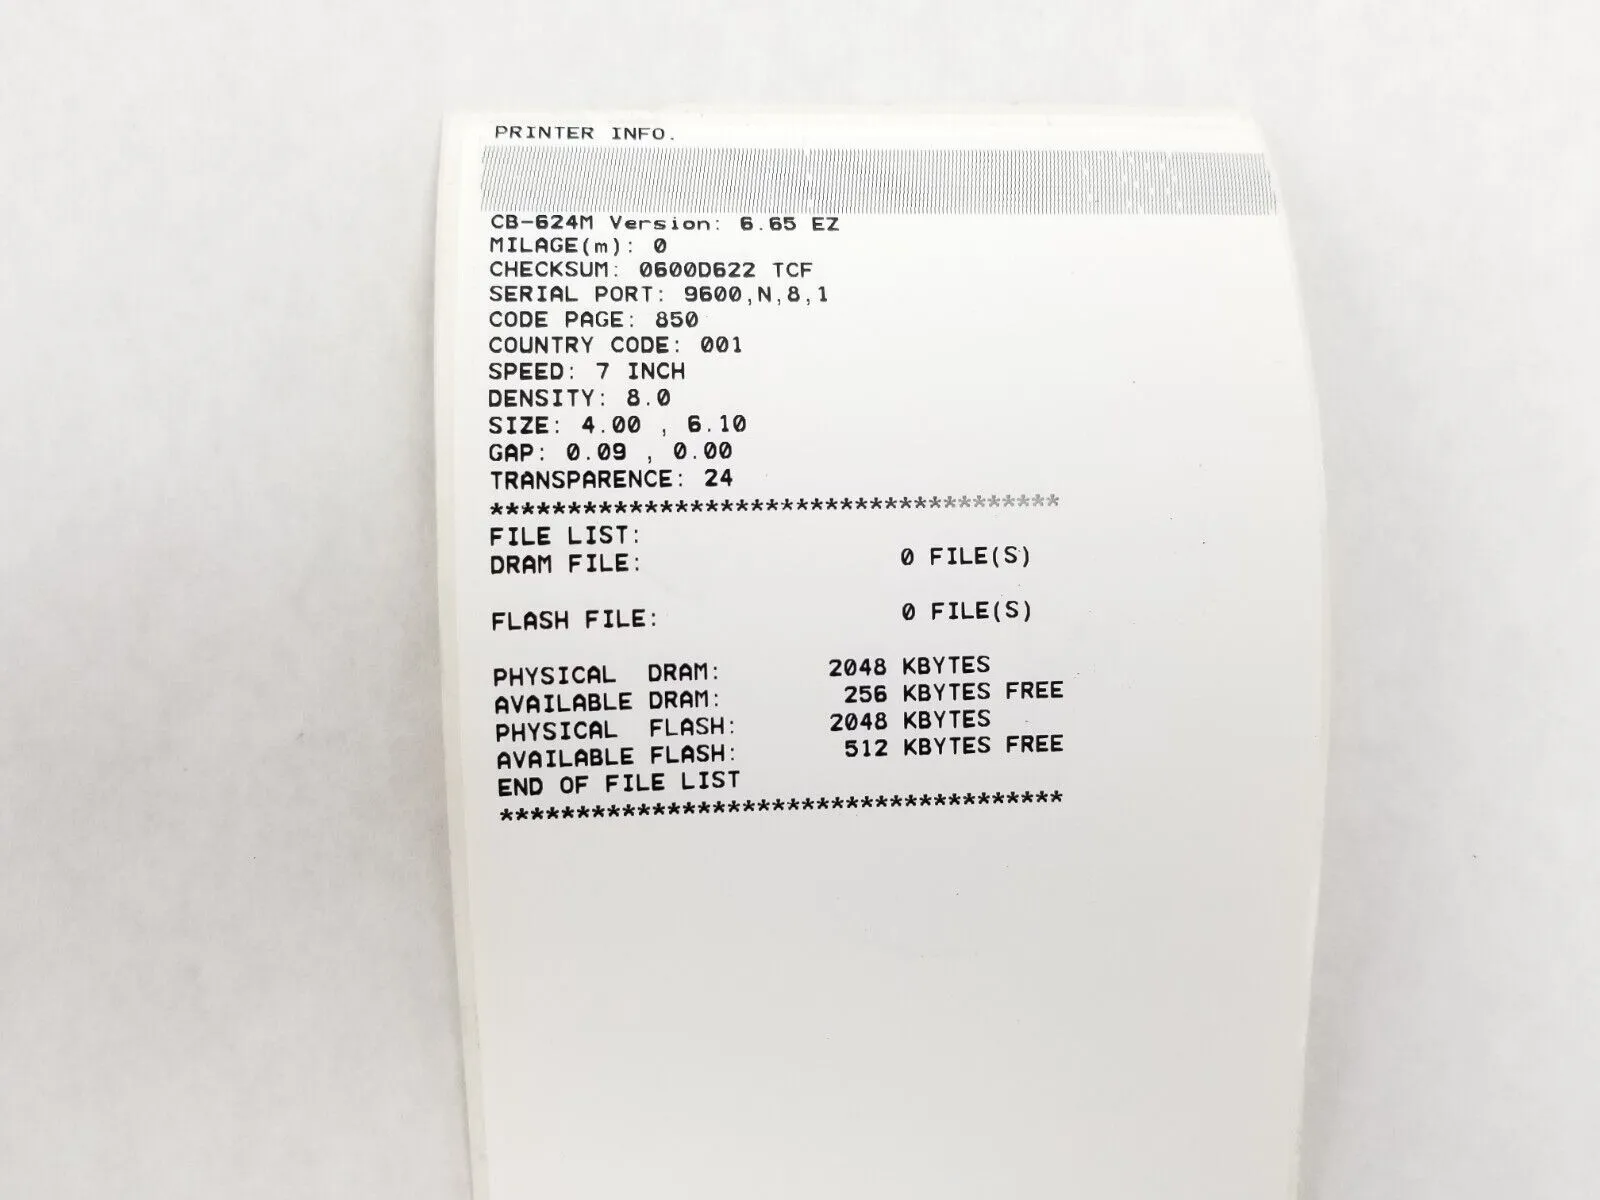 PRINTER INFO.
CB-624M Version: 6.65 EZ
MILAGE(m): 0
CHECKSUM: 0600D622 TCF
SERIAL PORT: 9600,N,8,1
CODE PAGE: 850
COUNTRY CODE: 001
SPEED: 7 INCH
DENSITY: 8.0
SIZE: 4.00 , 6.10
GAP: 0.09 , 0.00
TRANSPARENCE: 24
*************************************
FILE LIST:
DRAM FILE: 0 FILE(S)
FLASH FILE: 0 FILE(S)
PHYSICAL DRAM: 2048 KBYTES
AVAILABLE DRAM: 256 KBYTES FREE
PHYSICAL FLASH: 2048 KBYTES
AVAILABLE FLASH: 512 KBYTES FREE
END OF FILE LIST
*************************************